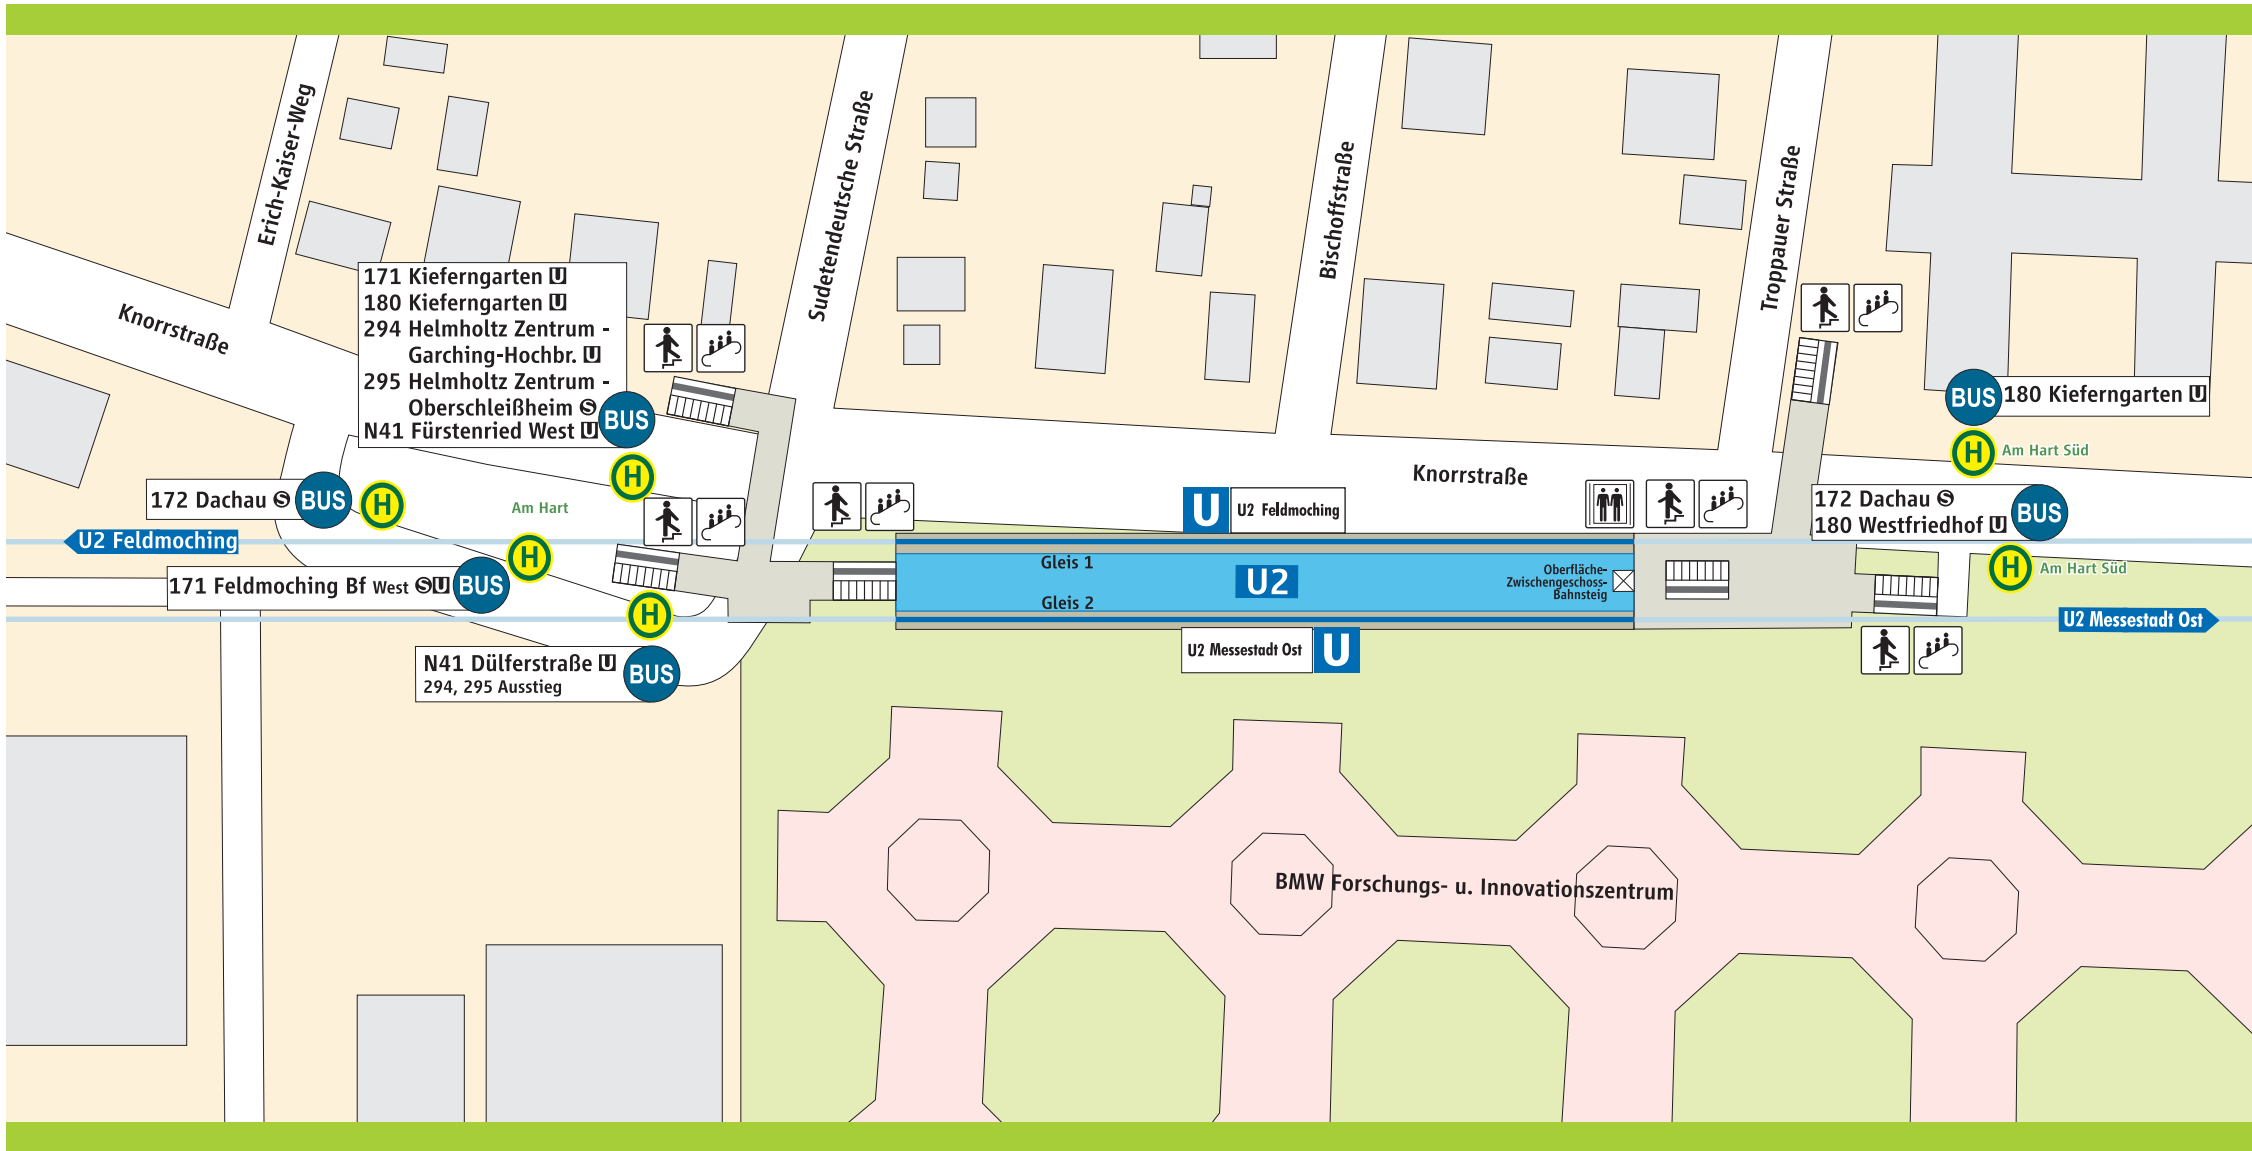 Erich-Kaiser-Weg
Knorrstraße
Sudetendeutsche Straße
Bischoffstraße
Troppauer Straße
171 Kieferngarten U
180 Kieferngarten U
294 Helmholtz Zentrum -
Garching-Hochbr. U
295 Helmholtz Zentrum -
Oberschleißheim S
N41 Fürstenried West U
BUS
H
BUS
180 Kieferngarten U
H
Am Hart Süd
Knorrstraße
172 Dachau S
BUS
H
Am Hart
U
U2 Feldmoching
172 Dachau S
180 Westfriedhof U
BUS
U2 Feldmoching
H
171 Feldmoching Bf West S U
BUS
H
Gleis 1
U2
Gleis 2
Oberfläche-
Zwischengeschoss-
Bahnsteig
H
Am Hart Süd
U2 Messestadt Ost
N41 Dülferstraße U
294, 295 Ausstieg
BUS
U2 Messestadt Ost
U
BMW Forschungs- u. Innovationszentrum